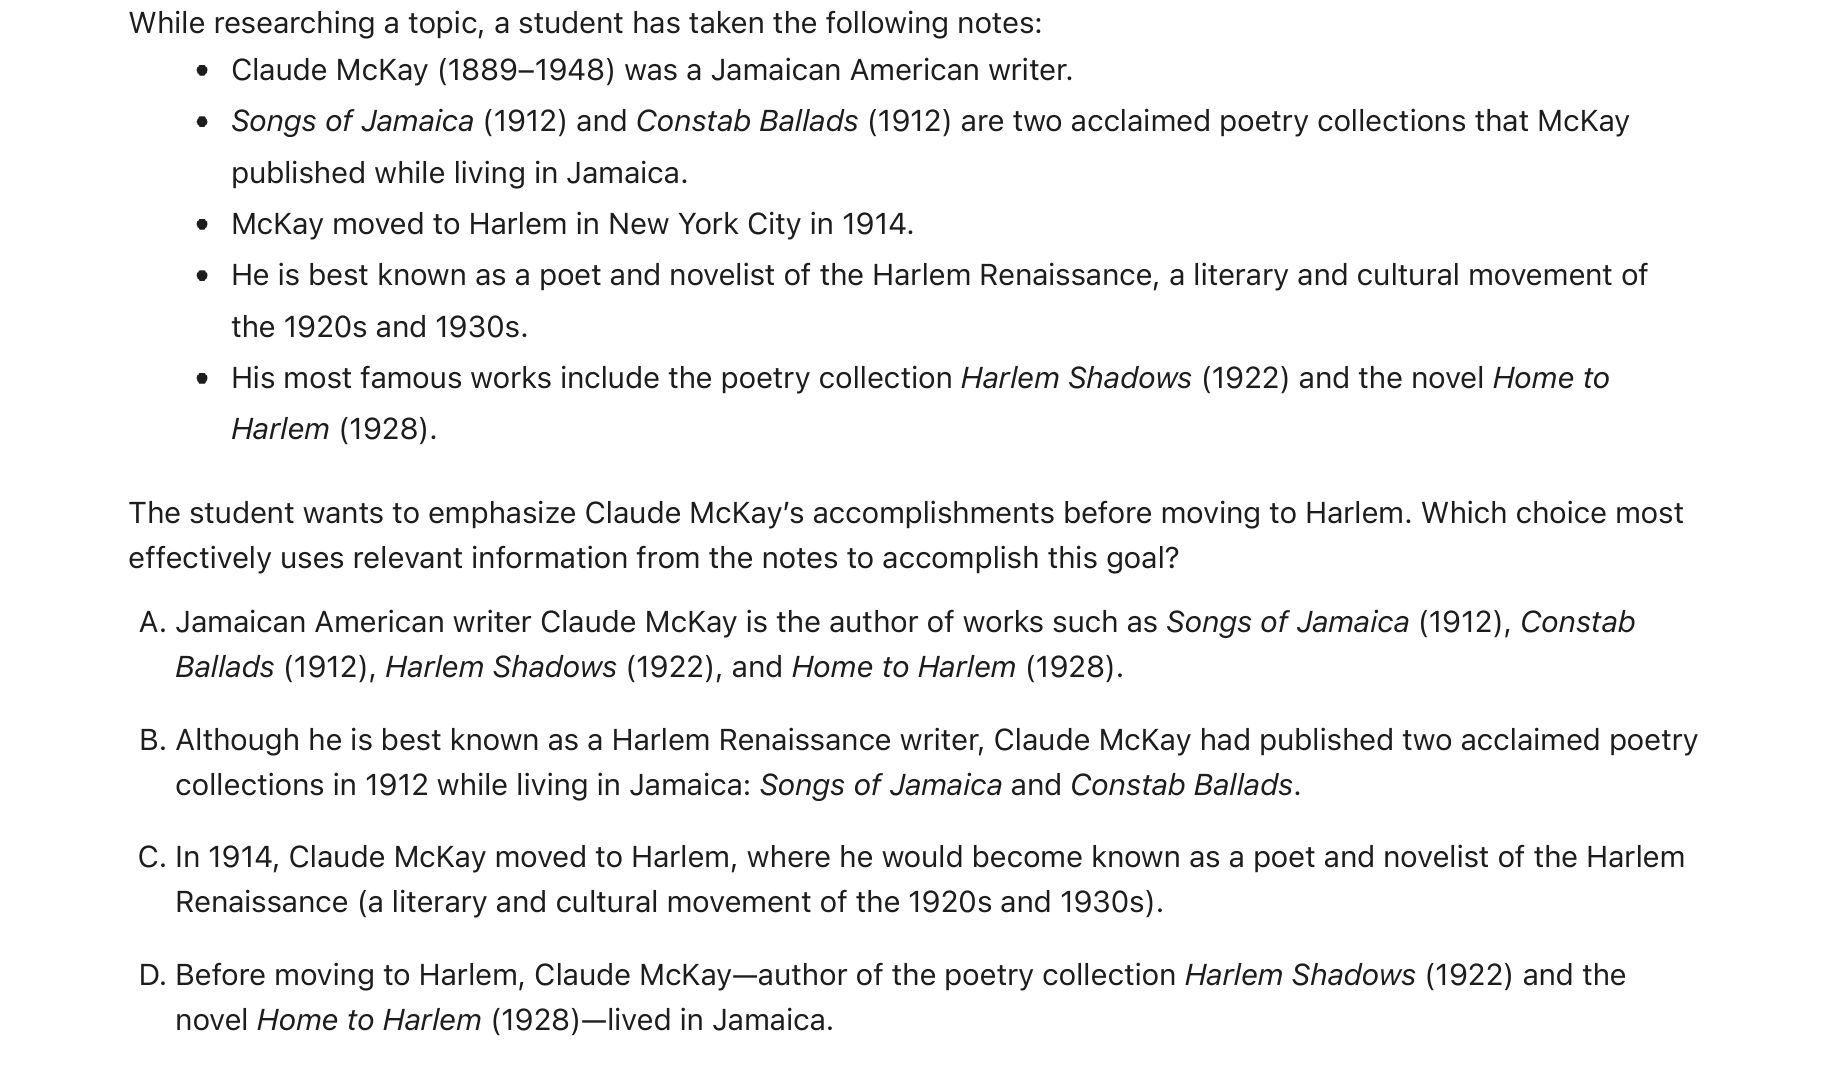 While researching a topic, a student has taken the following notes:
• Claude McKay (1889–1948) was a Jamaican American writer.
• Songs of Jamaica (1912) and Constab Ballads (1912) are two acclaimed poetry collections that McKay
published while living in Jamaica.
• McKay moved to Harlem in New York City in 1914.
• He is best known as a poet and novelist of the Harlem Renaissance, a literary and cultural movement of
the 1920s and 1930s.
• His most famous works include the poetry collection Harlem Shadows (1922) and the novel Home to
Harlem (1928).
The student wants to emphasize Claude McKay’s accomplishments before moving to Harlem. Which choice most
effectively uses relevant information from the notes to accomplish this goal?
A. Jamaican American writer Claude McKay is the author of works such as Songs of Jamaica (1912), Constab
Ballads (1912), Harlem Shadows (1922), and Home to Harlem (1928).
B. Although he is best known as a Harlem Renaissance writer, Claude McKay had published two acclaimed poetry
collections in 1912 while living in Jamaica: Songs of Jamaica and Constab Ballads.
C. In 1914, Claude McKay moved to Harlem, where he would become known as a poet and novelist of the Harlem
Renaissance (a literary and cultural movement of the 1920s and 1930s).
D. Before moving to Harlem, Claude McKay—author of the poetry collection Harlem Shadows (1922) and the
novel Home to Harlem (1928)—lived in Jamaica.